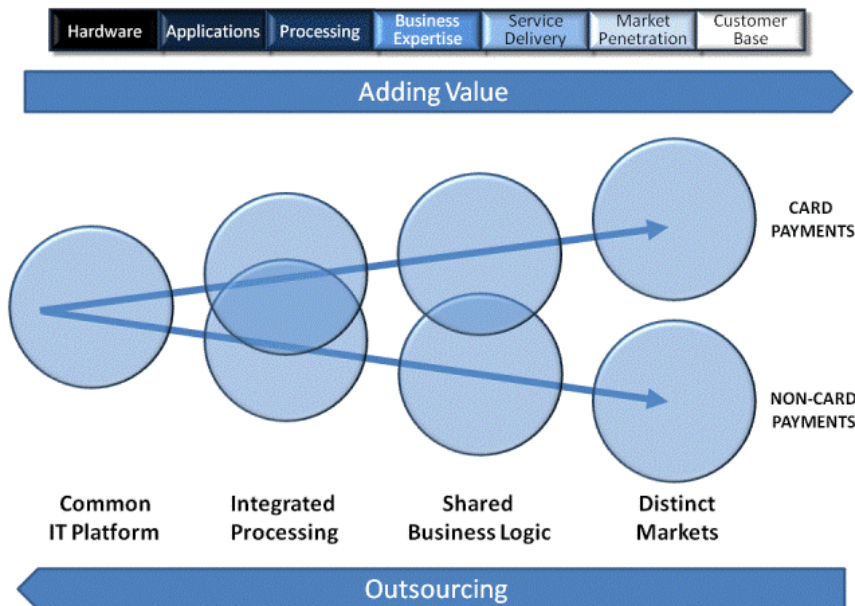 Hardware
Applications
Processing
Business
Expertise
Service
Delivery
Market
Penetration
Customer
Base
Adding Value
CARD
PAYMENTS
NON-CARD
PAYMENTS
Common
IT Platform
Integrated
Processing
Shared
Business Logic
Distinct
Markets
Outsourcing